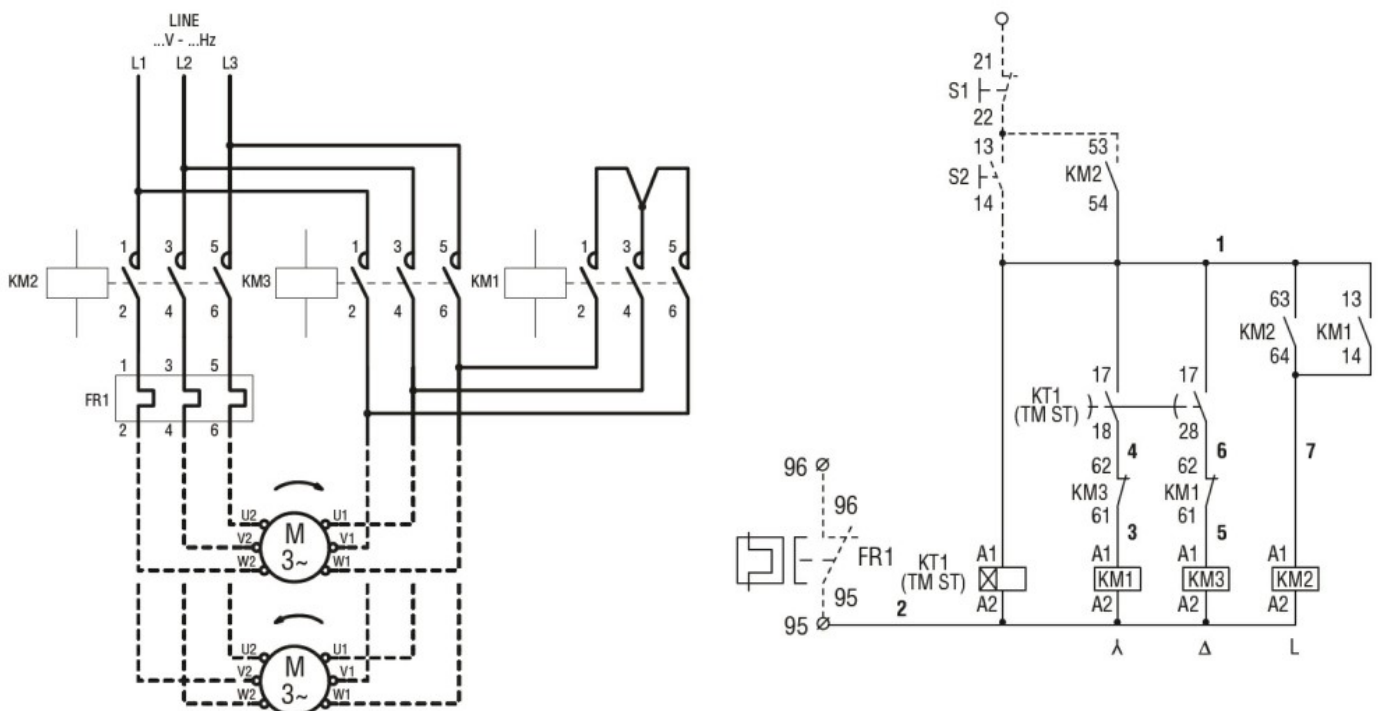 LINE
...V - ...Hz
L1 L2 L3
1 3 5 1 3 5 1 3 5
KM2 KM3 KM1
2 4 6 2 4 6 2 4 6
1 3 5
FR1
2 4 6
U2 M U1
V2 3~ V1
W2 W1
U2 M U1
V2 3~ V1
W2 W1
21
S1
22
13 53
S2 KM2
14 54
1
63 13
KM2 KM1
64 14
17 17
KT1
(TM ST)
18 28
4 6 7
62 62
KM3 KM1
61 61
3 5
96
96
FR1
95
95
2
KT1
(TM ST)
A1 A1 A1 A1
KM1 KM3 KM2
A2 A2 A2 A2
⅄ Δ L